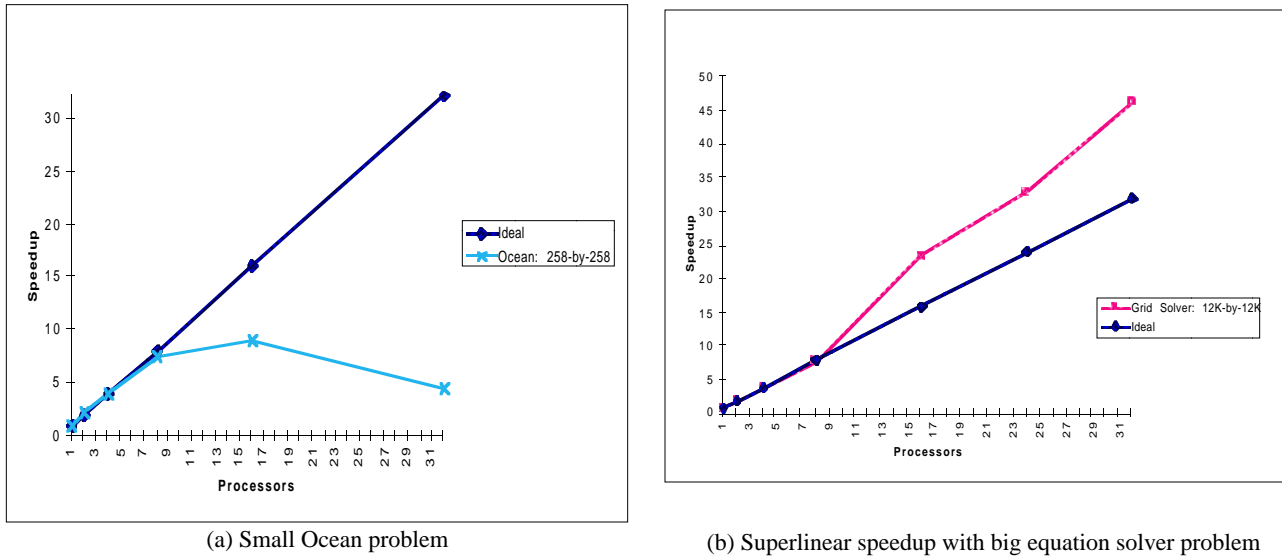 30
25
20
15
10
5
0
Speedup
1 3 5 7 9 11 13 15 17 19 21 23 25 27 29 31
Processors
Ideal
Ocean: 258-by-258
(a) Small Ocean problem
50
45
40
35
30
25
20
15
10
5
0
Speedup
1 3 5 7 9 11 13 15 17 19 21 23 25 27 29 31
Processors
Grid Solver: 12K-by-12K
Ideal
(b) Superlinear speedup with big equation solver problem